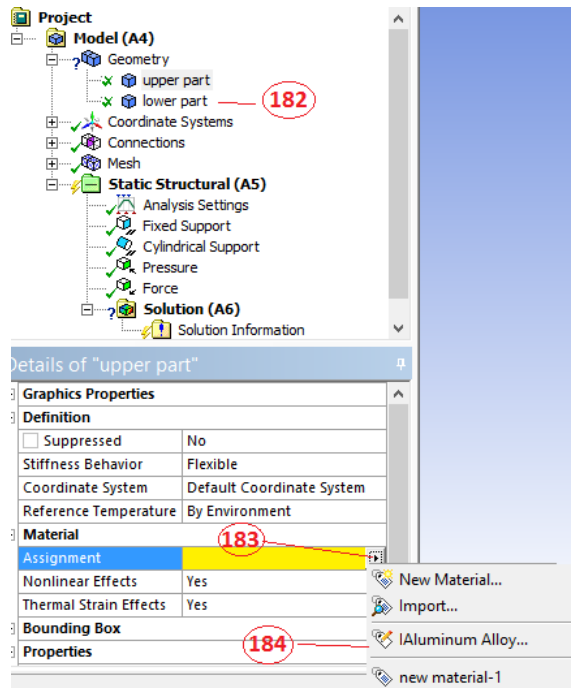 Project
Model (A4)
Geometry
upper part
lower part 182
Coordinate Systems
Connections
Mesh
Static Structural (A5)
Analysis Settings
Fixed Support
Cylindrical Support
Pressure
Force
Solution (A6)
Solution Information
Details of "upper part"
Graphics Properties
Definition
Suppressed No
Stiffness Behavior Flexible
Coordinate System Default Coordinate System
Reference Temperature By Environment
Material 183
Assignment
Nonlinear Effects Yes
Thermal Strain Effects Yes
Bounding Box
Properties
184
New Material...
Import...
lAluminum Alloy...
new material-1